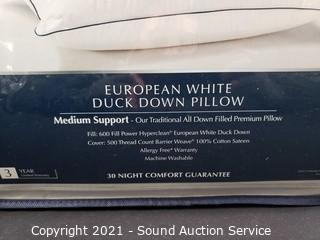 EUROPEAN WHITE
DUCK DOWN PILLOW
Medium Support - Our Traditional All Down Filled Premium Pillow
Fill: 600 Fill Power Hyperclean® European White Duck Down
Cover: 500 Thread Count Barrier Weave® 100% Cotton Sateen
Allergy Free* Warranty
Machine Washable
3 YEAR
Limited Warranty
30 NIGHT COMFORT GUARANTEE
Copyright 2021 - Sound Auction Service